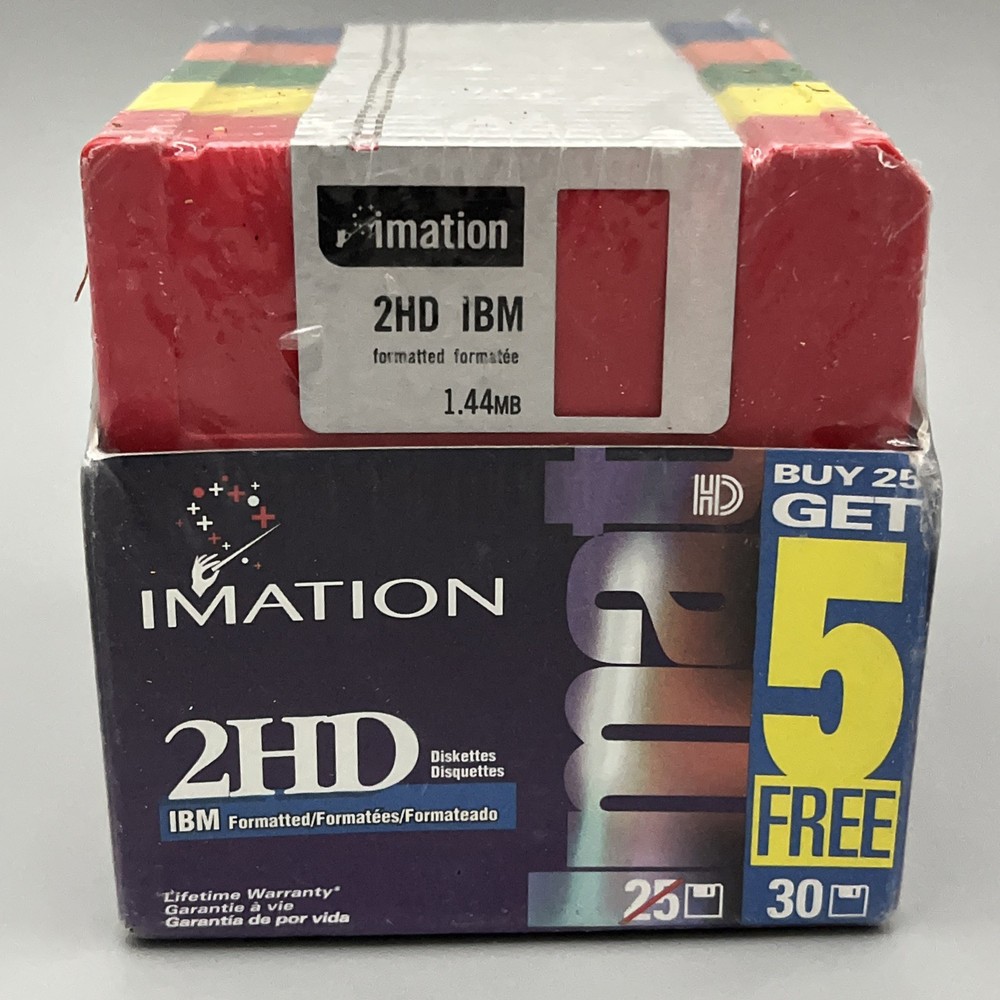 imation
2HD IBM
formatted formatée
1.44MB
HD
BUY 25
GET
5
FREE
IMATION
2HD
Diskettes
Disquettes
IBM Formatted/Formatées/Formateado
Lifetime Warranty*
Garantie à vie
Garantía de por vida
25
30
imat